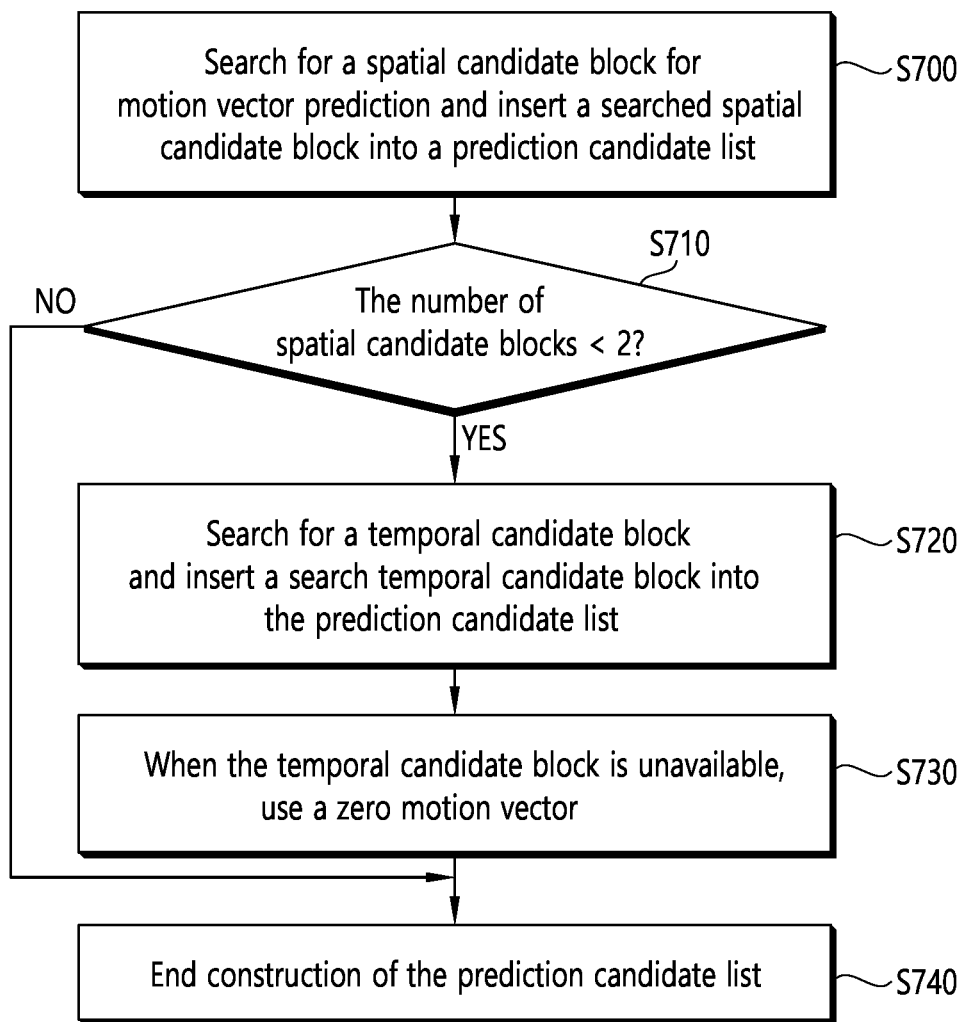 Search for a spatial candidate block for
motion vector prediction and insert a searched spatial
candidate block into a prediction candidate list
S700
S710
NO
The number of
spatial candidate blocks < 2?
YES
Search for a temporal candidate block
and insert a search temporal candidate block into
the prediction candidate list
S720
When the temporal candidate block is unavailable,
use a zero motion vector
S730
End construction of the prediction candidate list
S740